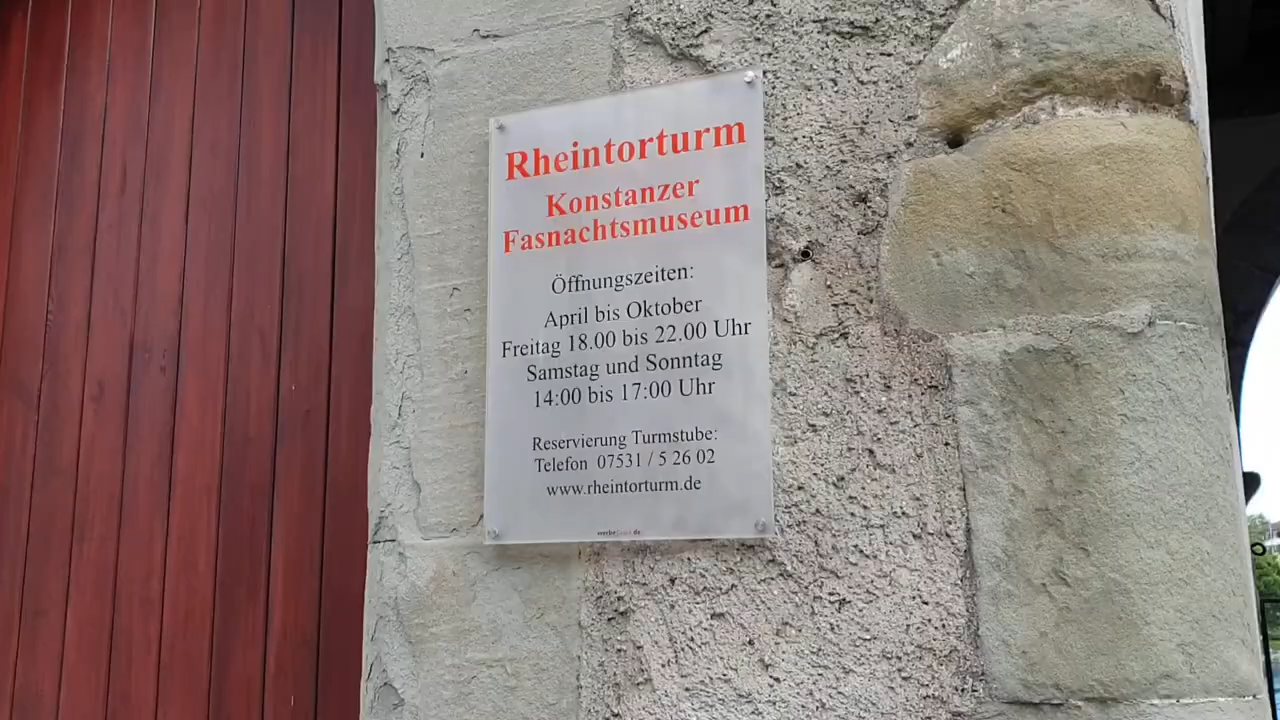 Rheintorturm
Konstanzer
Fasnachtsmuseum
Öffnungszeiten:
April bis Oktober
Freitag 18.00 bis 22.00 Uhr
Samstag und Sonntag
14:00 bis 17:00 Uhr
Reservierung Turmstube:
Telefon 07531 / 5 26 02
www.rheintorturm.de